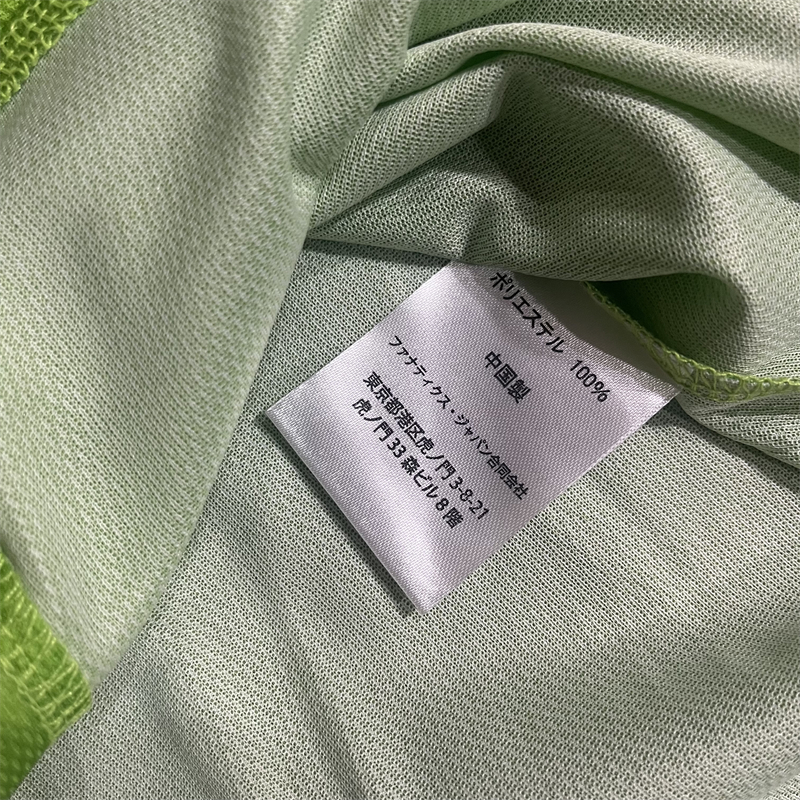 ポリエステル 100%
中国製
ファナティクス・ジャパン合同会社
東京都港区虎ノ門 3-8-21
虎ノ門 33 森ビル 8 階